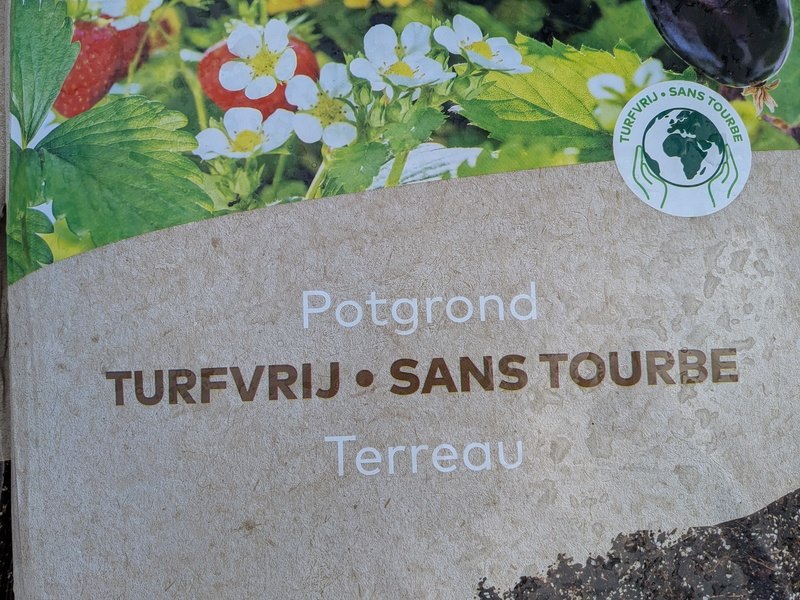 TURFVRIJ • SANS TOURBE
Potgrond
TURFVRIJ • SANS TOURBE
Terreau